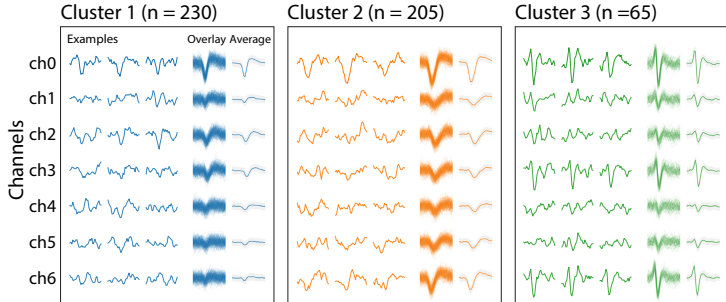 Cluster 1 (n = 230)
Cluster 2 (n = 205)
Cluster 3 (n =65)
Examples
Overlay Average
Channels
ch0
ch1
ch2
ch3
ch4
ch5
ch6